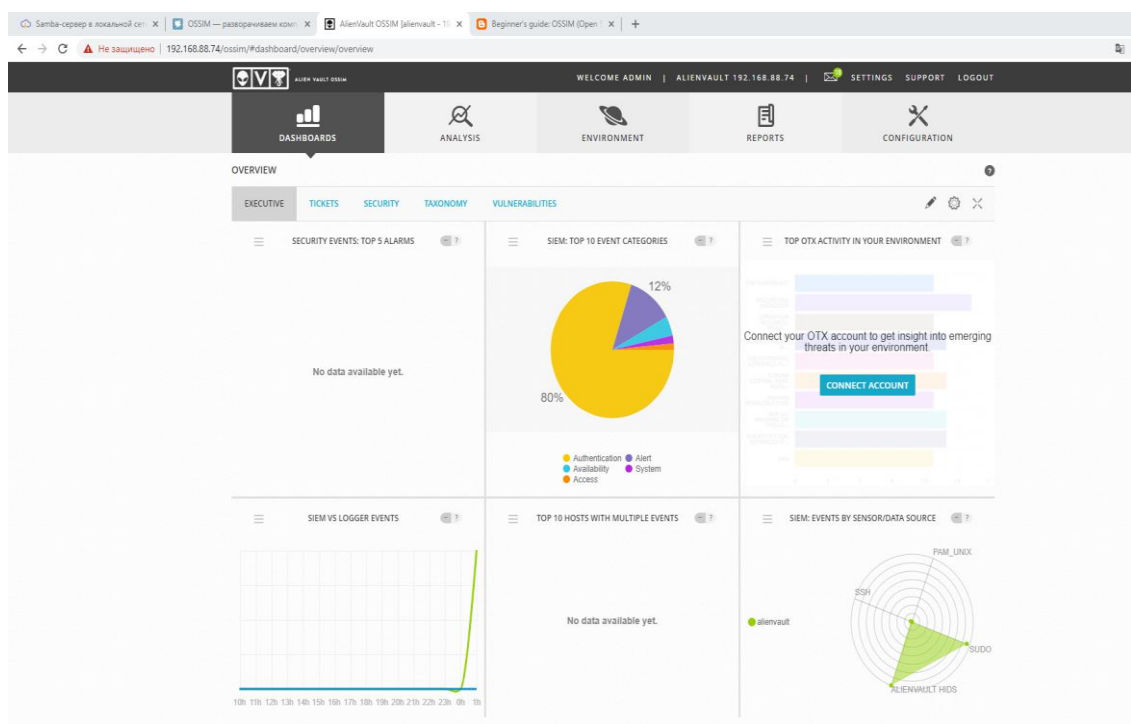 Samba-сервер в локальной сет
OSSIM — разворачиваем комп
AlienVault OSSIM [alienvault - 19
Beginner's guide: OSSIM (Open S
Не защищено
192.168.88.74/ossim/#dashboard/overview/overview
ALIEN VAULT OSSIM
WELCOME ADMIN | ALIENVAULT 192.168.88.74 | SETTINGS SUPPORT LOGOUT
DASHBOARDS ANALYSIS ENVIRONMENT REPORTS CONFIGURATION
OVERVIEW
EXECUTIVE TICKETS SECURITY TAXONOMY VULNERABILITIES
SECURITY EVENTS: TOP 5 ALARMS
No data available yet.
SIEM: TOP 10 EVENT CATEGORIES
12%
80%
Authentication Alert
Availability System
Access
TOP OTX ACTIVITY IN YOUR ENVIRONMENT
Connect your OTX account to get insight into emerging
threats in your environment.
CONNECT ACCOUNT
SIEM VS LOGGER EVENTS
10h 11h 12h 13h 14h 15h 16h 17h 18h 19h 20h 21h 22h 23h 0h 1h
TOP 10 HOSTS WITH MULTIPLE EVENTS
No data available yet.
SIEM: EVENTS BY SENSOR/DATA SOURCE
PAM_UNIX
SSH
alienvault
SUDO
ALIENVAULT HIDS